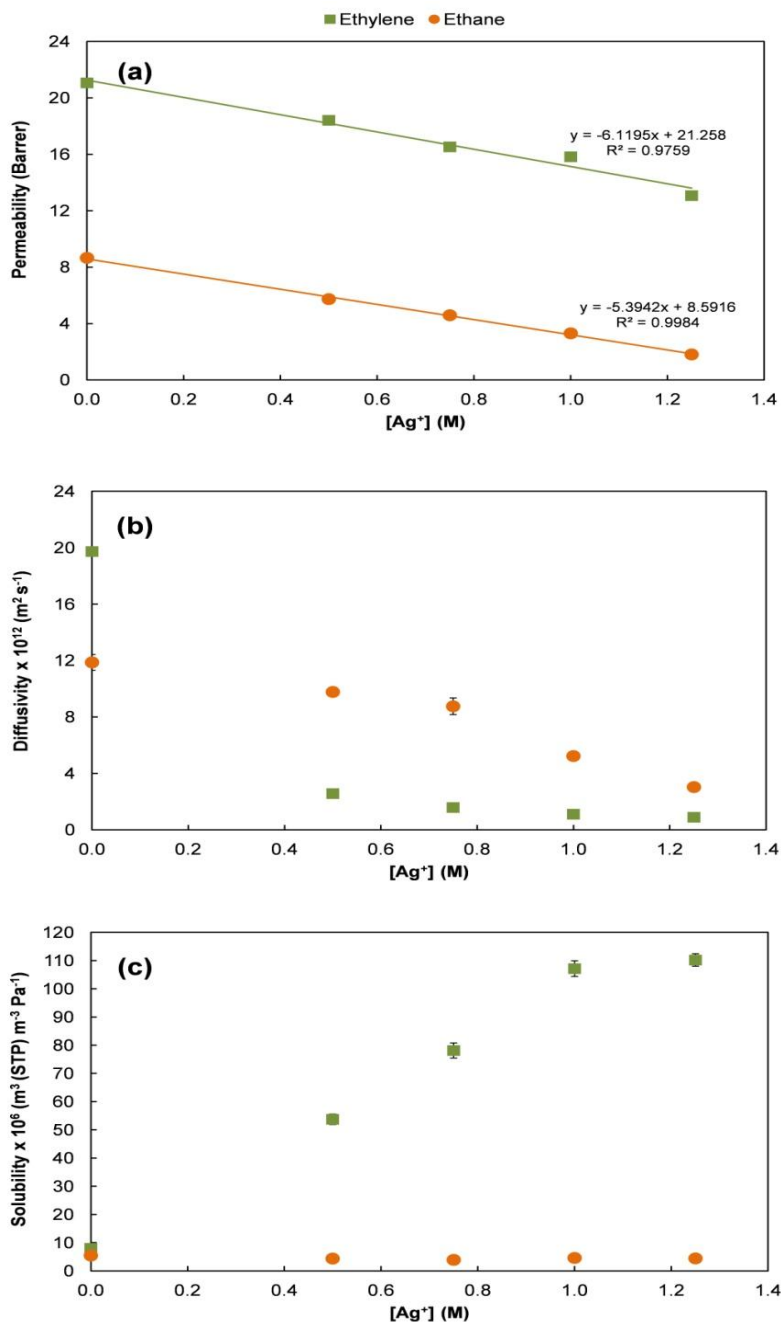 Ethylene Ethane
(a)
24
20
16
12
8
4
0
Permeability (Barrer)
y = -6.1195x + 21.258
R² = 0.9759
y = -5.3942x + 8.5916
R² = 0.9984
0.0 0.2 0.4 0.6 0.8 1.0 1.2 1.4
[Ag⁺] (M)
(b)
24
20
16
12
8
4
0
Diffusivity x 10¹² (m² s⁻¹)
0.0 0.2 0.4 0.6 0.8 1.0 1.2 1.4
[Ag⁺] (M)
(c)
120
110
100
90
80
70
60
50
40
30
20
10
0
Solubility x 10⁶ (m³ (STP) m⁻³ Pa⁻¹)
0.0 0.2 0.4 0.6 0.8 1.0 1.2 1.4
[Ag⁺] (M)